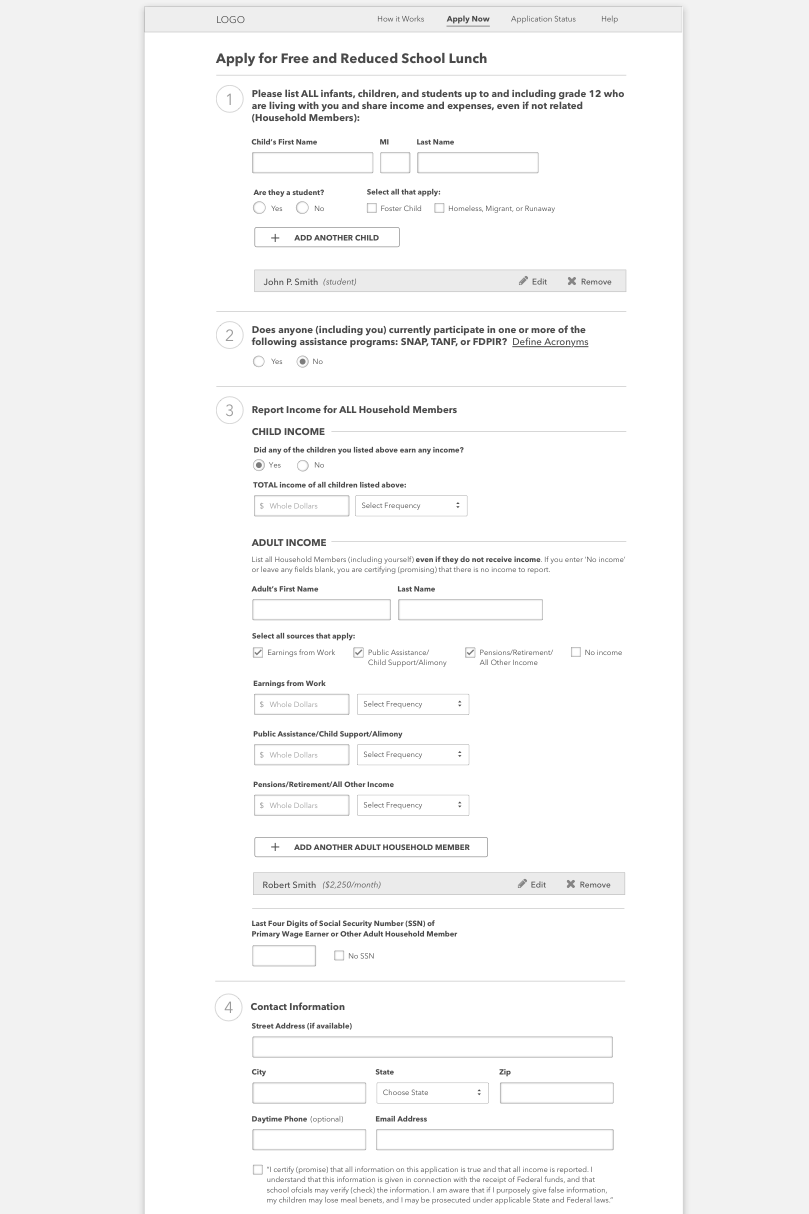 LOGO
How it Works Apply Now Application Status Help
Apply for Free and Reduced School Lunch
1
Please list ALL infants, children, and students up to and including grade 12 who
are living with you and share income and expenses, even if not related
(Household Members):
Child's First Name MI Last Name
Are they a student? Select all that apply:
Yes No Foster Child Homeless, Migrant, or Runaway
+ ADD ANOTHER CHILD
John P. Smith (student) Edit Remove
2
Does anyone (including you) currently participate in one or more of the
following assistance programs: SNAP, TANF, or FDPIR? Define Acronyms
Yes No
3
Report Income for ALL Household Members
CHILD INCOME
Did any of the children you listed above earn any income?
Yes No
TOTAL income of all children listed above:
$ Whole Dollars Select Frequency
ADULT INCOME
List all Household Members (including yourself) even if they do not receive income. If you enter 'No income'
or leave any fields blank, you are certifying (promising) that there is no income to report.
Adult's First Name Last Name
Select all sources that apply:
Earnings from Work Public Assistance/ Pensions/Retirement/ No income
Child Support/Alimony All Other Income
Earnings from Work
$ Whole Dollars Select Frequency
Public Assistance/Child Support/Alimony
$ Whole Dollars Select Frequency
Pensions/Retirement/All Other Income
$ Whole Dollars Select Frequency
+ ADD ANOTHER ADULT HOUSEHOLD MEMBER
Robert Smith ($2,250/month) Edit Remove
Last Four Digits of Social Security Number (SSN) of
Primary Wage Earner or Other Adult Household Member
No SSN
4
Contact Information
Street Address (if available)
City State Zip
Choose State
Daytime Phone (optional) Email Address
"I certify (promise) that all information on this application is true and that all income is reported. I
understand that this information is given in connection with the receipt of Federal funds, and that
school ofcials may verify (check) the information. I am aware that if I purposely give false information,
my children may lose meal benets, and I may be prosecuted under applicable State and Federal laws."